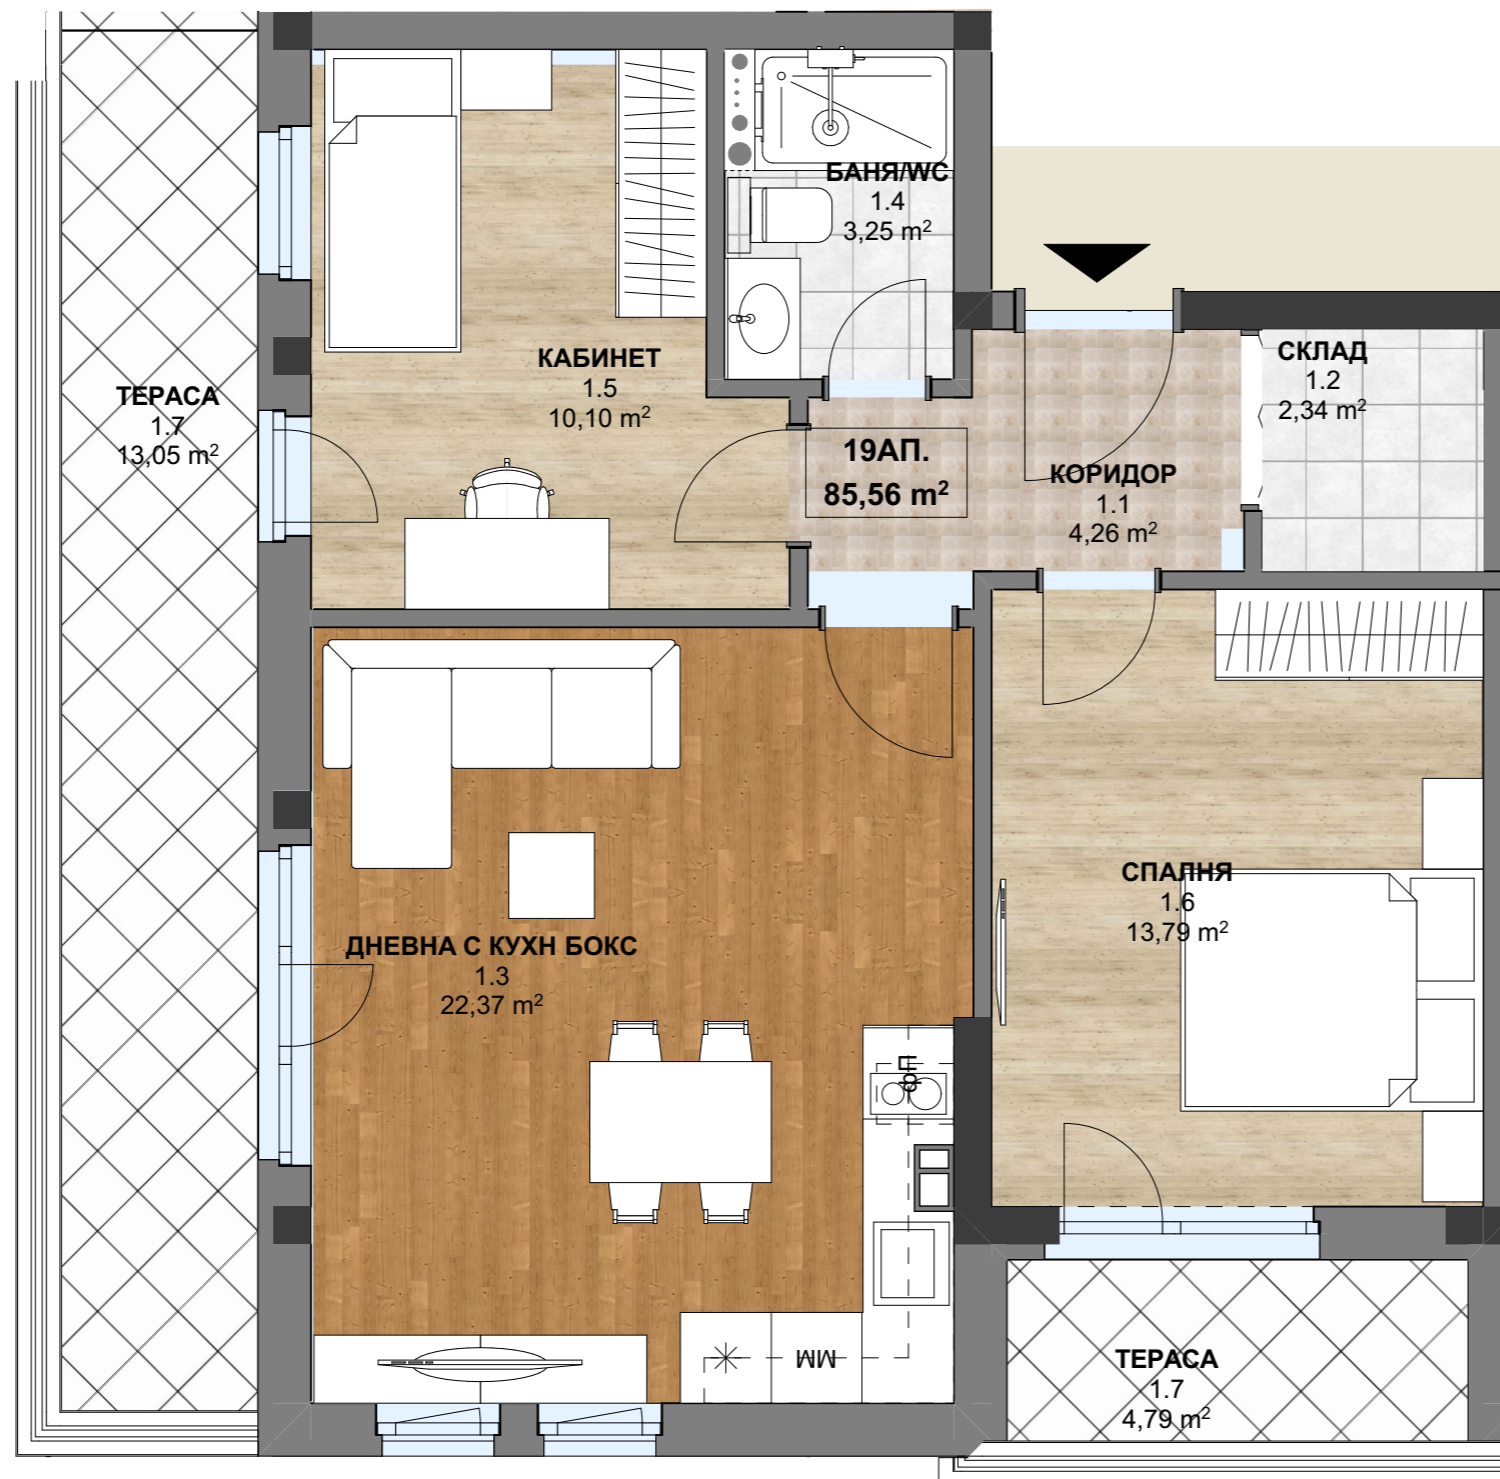 БАНЯ/WC
1.4
3,25 m²
КАБИНЕТ
1.5
10,10 m²
СКЛАД
1.2
2,34 m²
ТЕРАСА
1.7
13,05 m²
19АП.
85,56 m²
КОРИДОР
1.1
4,26 m²
СПАЛНЯ
1.6
13,79 m²
ДНЕВНА С КУХН БОКС
1.3
22,37 m²
фП
ММ
ТЕРАСА
1.7
4,79 m²